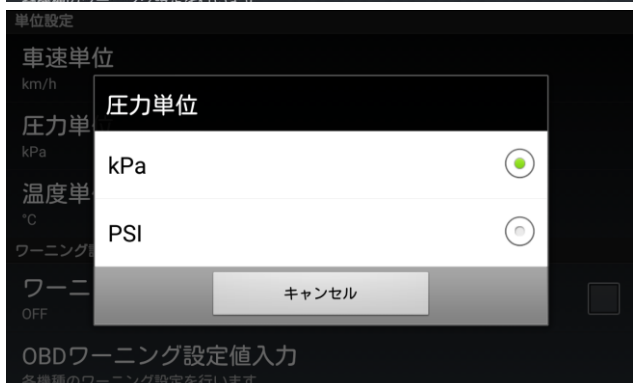 単位設定
車速単位
km/h
圧力単
kPa
温度単
°C
ワーニング
ワーニ
OFF
圧力単位
kPa
PSI
キャンセル
OBDワーニング設定値入力
各機種のワーニング設定を行います